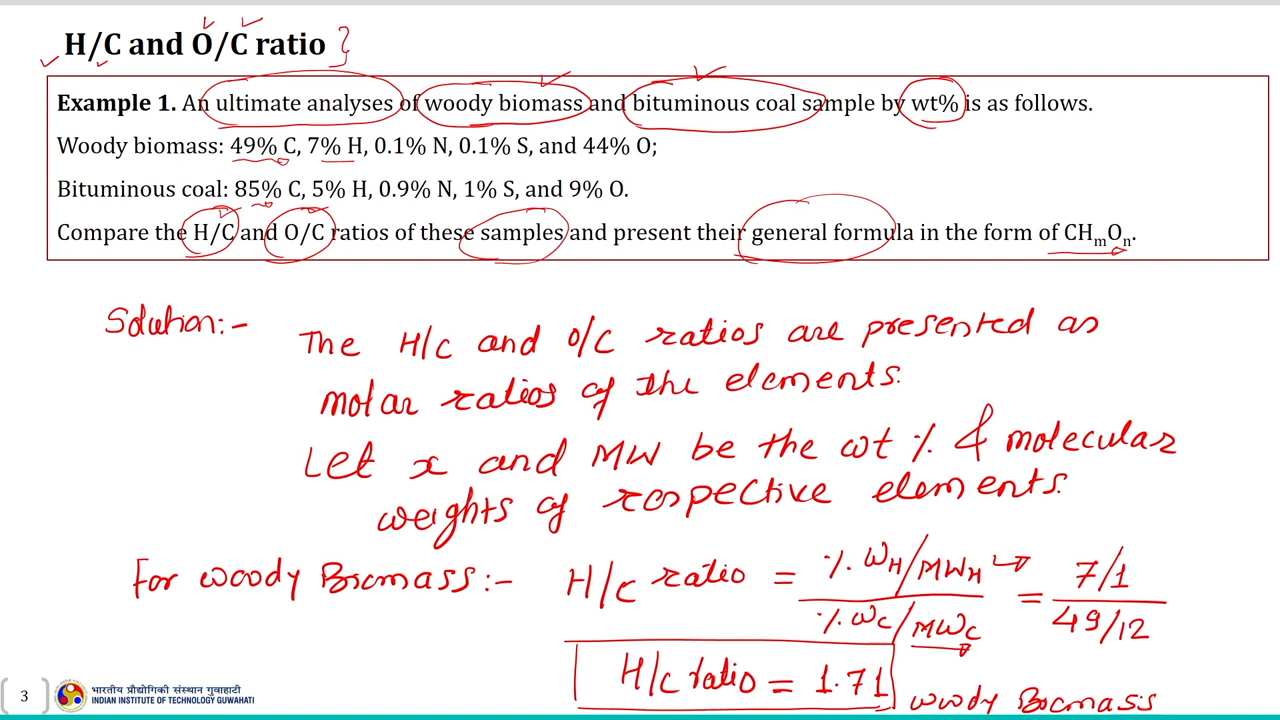 H/C and O/C ratio }
Example 1. An ultimate analyses of woody biomass and bituminous coal sample by wt% is as follows.
Woody biomass: 49% C, 7% H, 0.1% N, 0.1% S, and 44% O;
Bituminous coal: 85% C, 5% H, 0.9% N, 1% S, and 9% O.
Compare the H/C and O/C ratios of these samples and present their general formula in the form of CHₘOₙ.
Solution:-
The H/C and O/C ratios are presented as
molar ratios of the elements.
Let x and MW be the wt % & molecular
weights of respective elements.
For Woody Biomass:- H/C ratio = % W_H/MW_H / % W_C/MW_C = 7/1 / 49/12
H/C ratio = 1.71 woody Biomass
3 भारतीय प्रौद्योगिकी संस्थान गुवाहाटी
INDIAN INSTITUTE OF TECHNOLOGY GUWAHATI